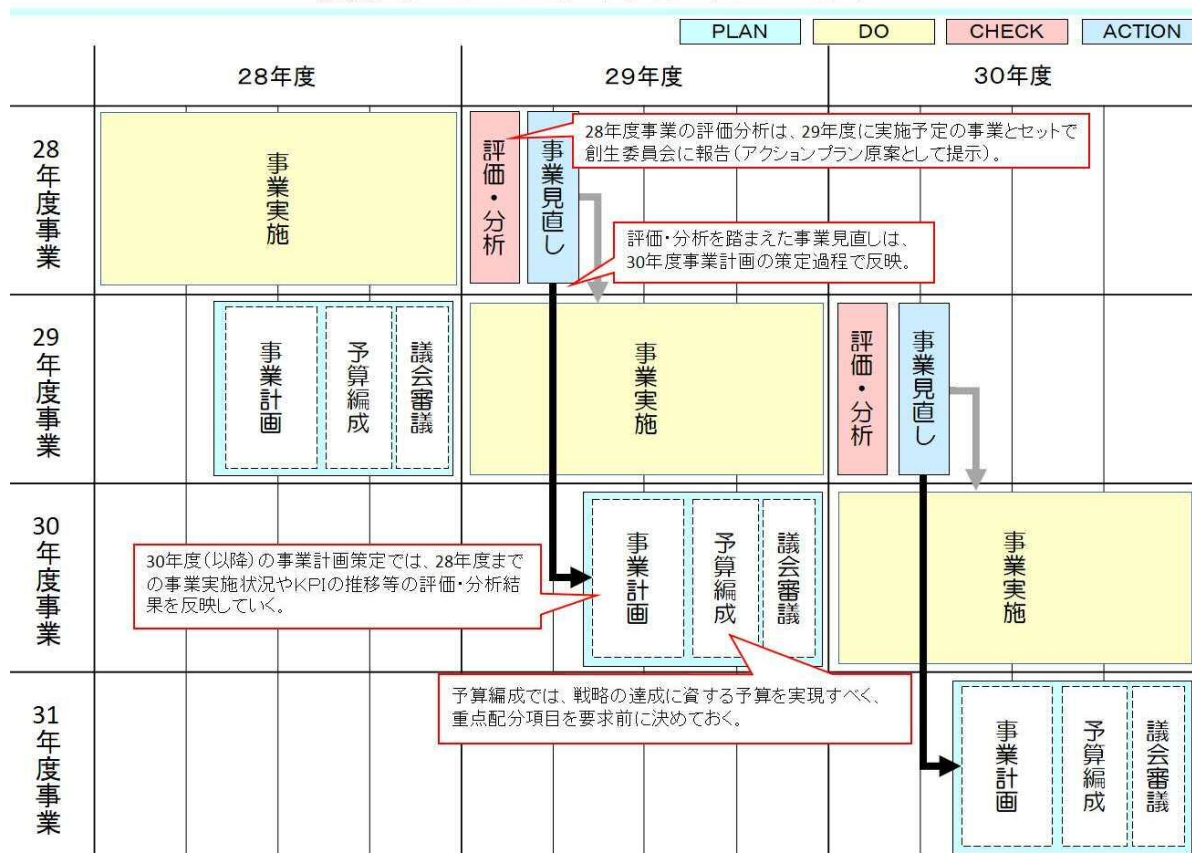 PLAN
DO
CHECK
ACTION
28年度
29年度
30年度
28年度事業
事業実施
評価・分析
事業見直し
28年度事業の評価分析は、29年度に実施予定の事業とセットで
創生委員会に報告(アクションプラン原案として提示)。
評価・分析を踏まえた事業見直しは、
30年度事業計画の策定過程で反映。
29年度事業
事業計画
予算編成
議会審議
事業実施
評価・分析
事業見直し
30年度事業
30年度(以降)の事業計画策定では、28年度まで
の事業実施状況やKPIの推移等の評価・分析結
果を反映していく。
事業計画
予算編成
議会審議
事業実施
予算編成では、戦略の達成に資する予算を実現すべく、
重点配分項目を要求前に決めておく。
31年度事業
事業計画
予算編成
議会審議